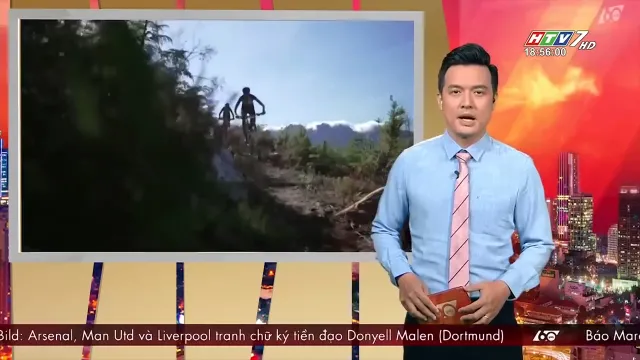 HTV7 HD
18:56:00
60
Bild: Arsenal, Man Utd và Liverpool tranh chữ ký tiền đạo Donyell Malen (Dortmund) 60 Báo Mar